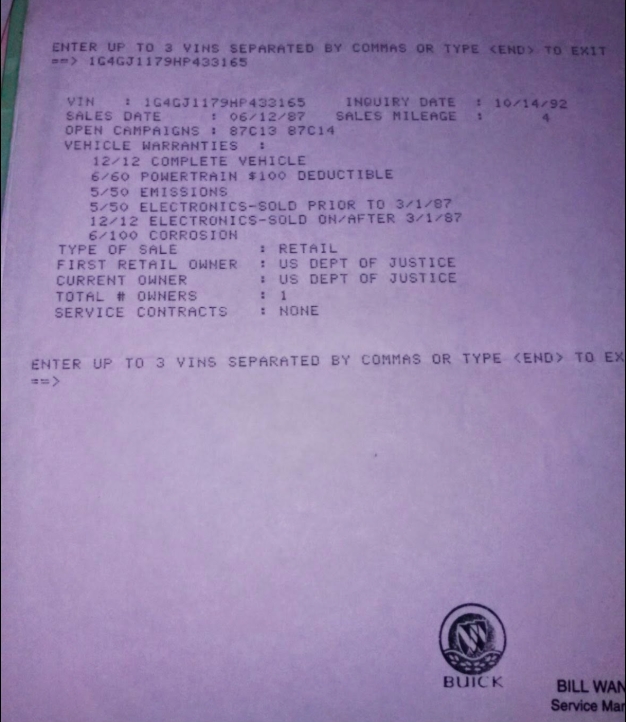 ENTER UP TO 3 VINS SEPARATED BY COMMAS OR TYPE <END> TO EXIT
==> 1G4GJ1179HP433165
VIN : 1G4GJ1179HP433165 INQUIRY DATE : 10/14/92
SALES DATE : 06/12/87 SALES MILEAGE : 4
OPEN CAMPAIGNS : 87C13 87C14
VEHICLE WARRANTIES :
12/12 COMPLETE VEHICLE
6/60 POWERTRAIN $100 DEDUCTIBLE
5/50 EMISSIONS
5/50 ELECTRONICS-SOLD PRIOR TO 3/1/87
12/12 ELECTRONICS-SOLD ON/AFTER 3/1/87
6/100 CORROSION
TYPE OF SALE : RETAIL
FIRST RETAIL OWNER : US DEPT OF JUSTICE
CURRENT OWNER : US DEPT OF JUSTICE
TOTAL # OWNERS : 1
SERVICE CONTRACTS : NONE
ENTER UP TO 3 VINS SEPARATED BY COMMAS OR TYPE <END> TO EX
==>
BUICK
BILL WAN
Service Man